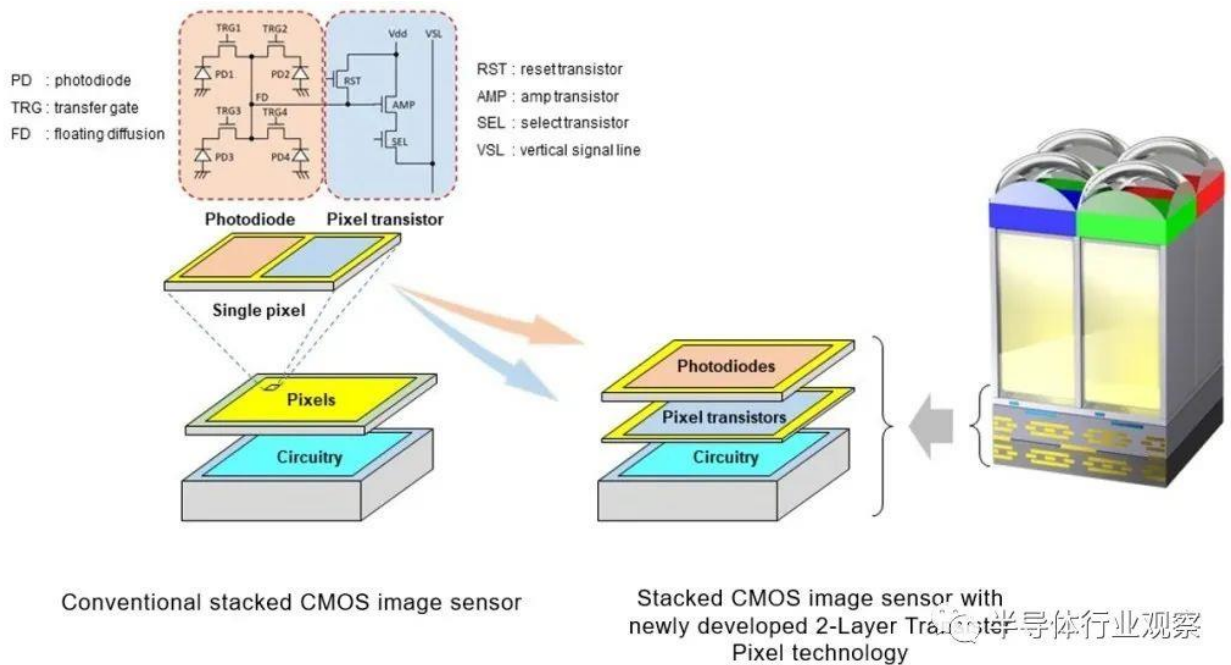 TRG1
TRG2
Vdd
VSL
PD1
PD2
RST
FD
AMP
TRG3
TRG4
SEL
PD3
PD4
PD : photodiode
TRG : transfer gate
FD : floating diffusion
RST : reset transistor
AMP : amp transistor
SEL : select transistor
VSL : vertical signal line
Photodiode
Pixel transistor
Single pixel
Pixels
Circuitry
Photodiodes
Pixel transistors
Circuitry
Conventional stacked CMOS image sensor
Stacked CMOS image sensor with
newly developed 2-Layer Transistor
Pixel technology
半导体行业观察